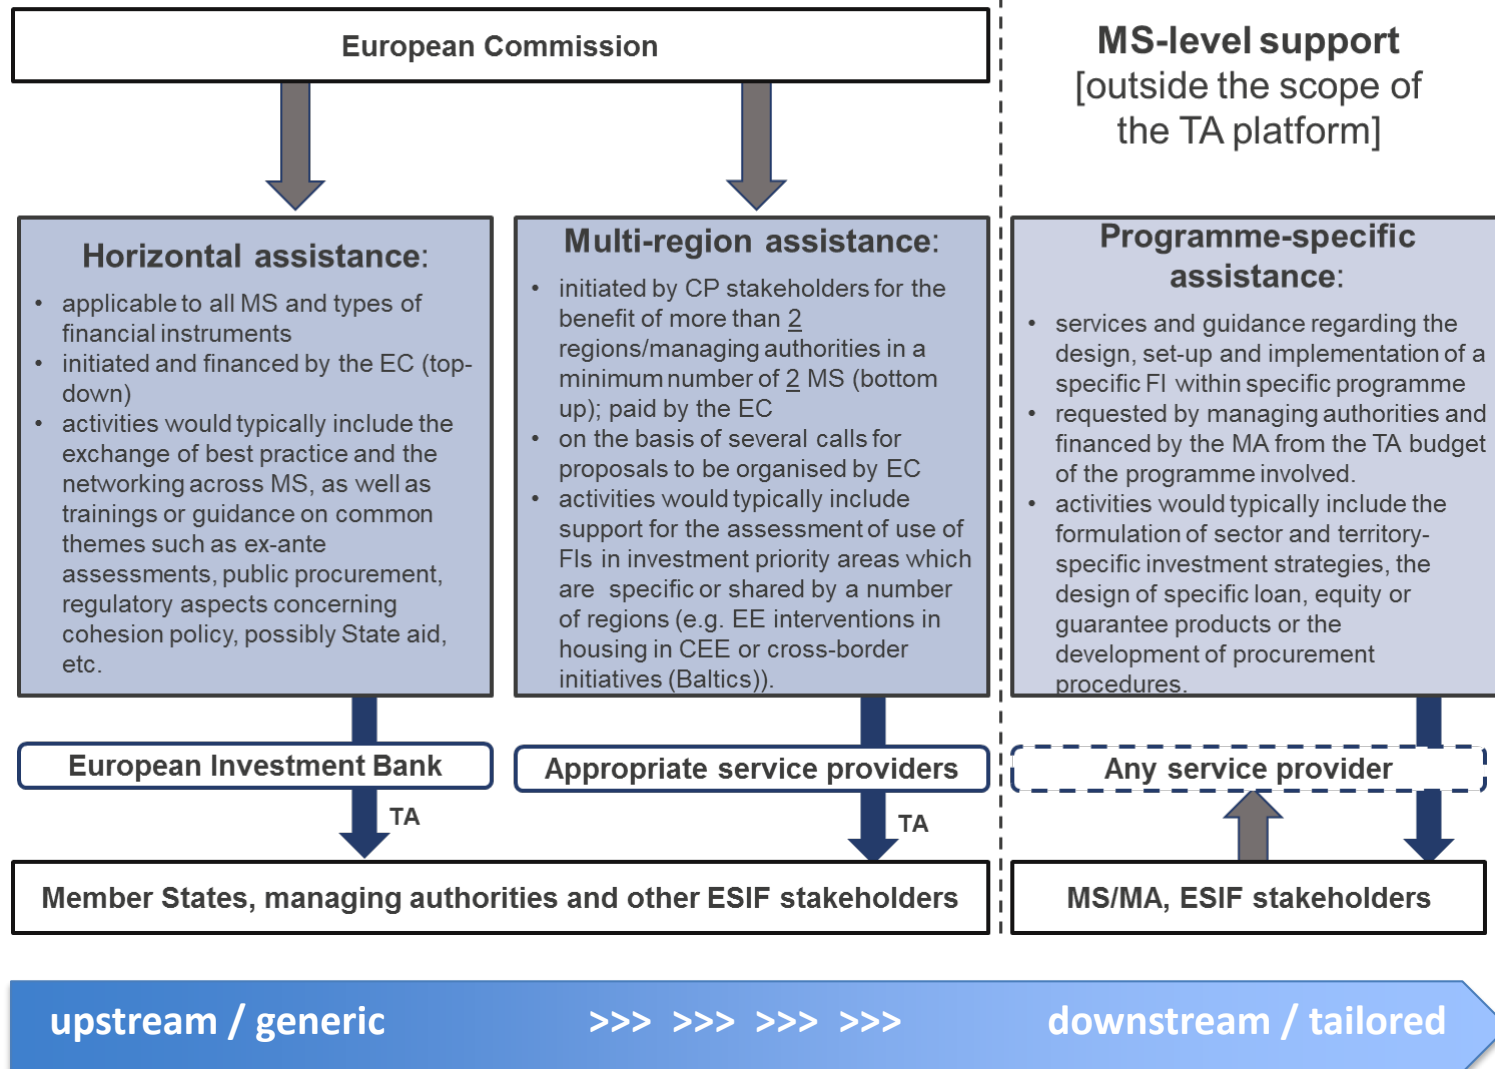 European Commission
MS-level support
[outside the scope of
the TA platform]
Horizontal assistance:
• applicable to all MS and types of
financial instruments
• initiated and financed by the EC (top-
down)
• activities would typically include the
exchange of best practice and the
networking across MS, as well as
trainings or guidance on common
themes such as ex-ante
assessments, public procurement,
regulatory aspects concerning
cohesion policy, possibly State aid,
etc.
Multi-region assistance:
• initiated by CP stakeholders for the
benefit of more than 2
regions/managing authorities in a
minimum number of 2 MS (bottom
up); paid by the EC
• on the basis of several calls for
proposals to be organised by EC
• activities would typically include
support for the assessment of use of
FIs in investment priority areas which
are specific or shared by a number
of regions (e.g. EE interventions in
housing in CEE or cross-border
initiatives (Baltics)).
Programme-specific
assistance:
• services and guidance regarding the
design, set-up and implementation of a
specific FI within specific programme
• requested by managing authorities and
financed by the MA from the TA budget
of the programme involved.
• activities would typically include the
formulation of sector and territory-
specific investment strategies, the
design of specific loan, equity or
guarantee products or the
development of procurement
procedures.
European Investment Bank
Appropriate service providers
Any service provider
TA
TA
Member States, managing authorities and other ESIF stakeholders
MS/MA, ESIF stakeholders
upstream / generic >>> >>> >>> >>> downstream / tailored